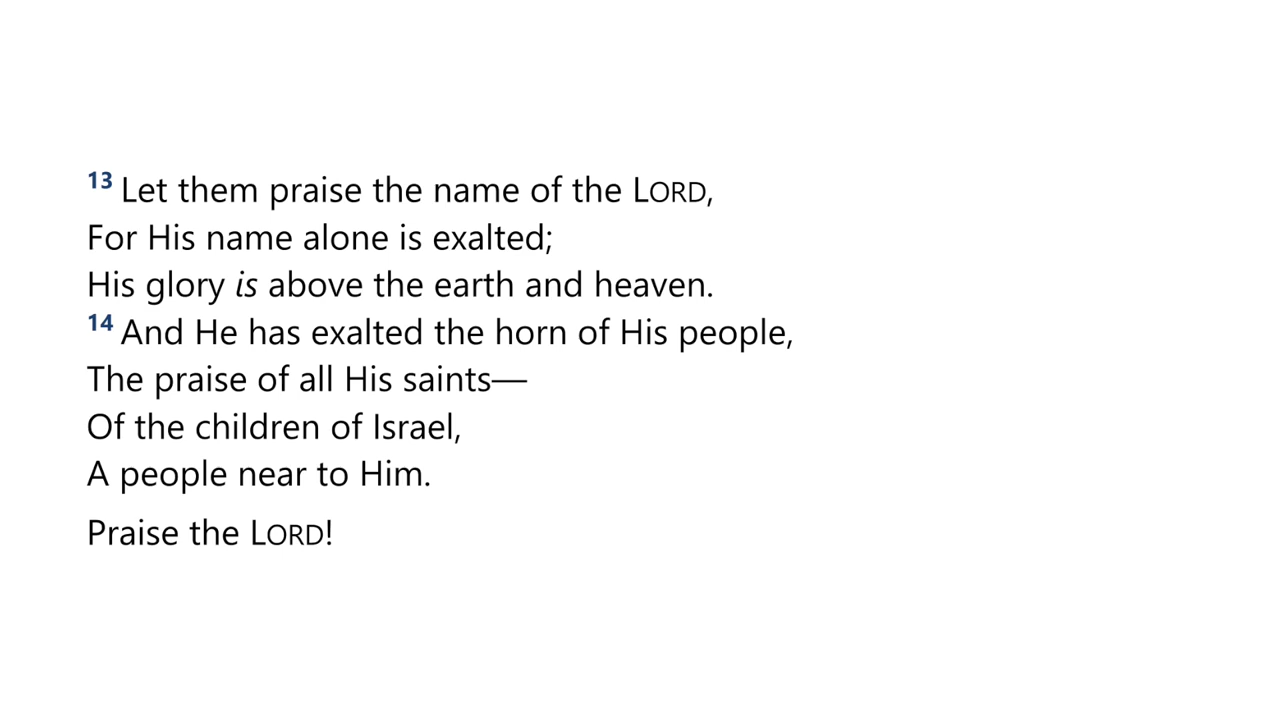 13 Let them praise the name of the LORD,
For His name alone is exalted;
His glory is above the earth and heaven.
14 And He has exalted the horn of His people,
The praise of all His saints—
Of the children of Israel,
A people near to Him.
Praise the LORD!